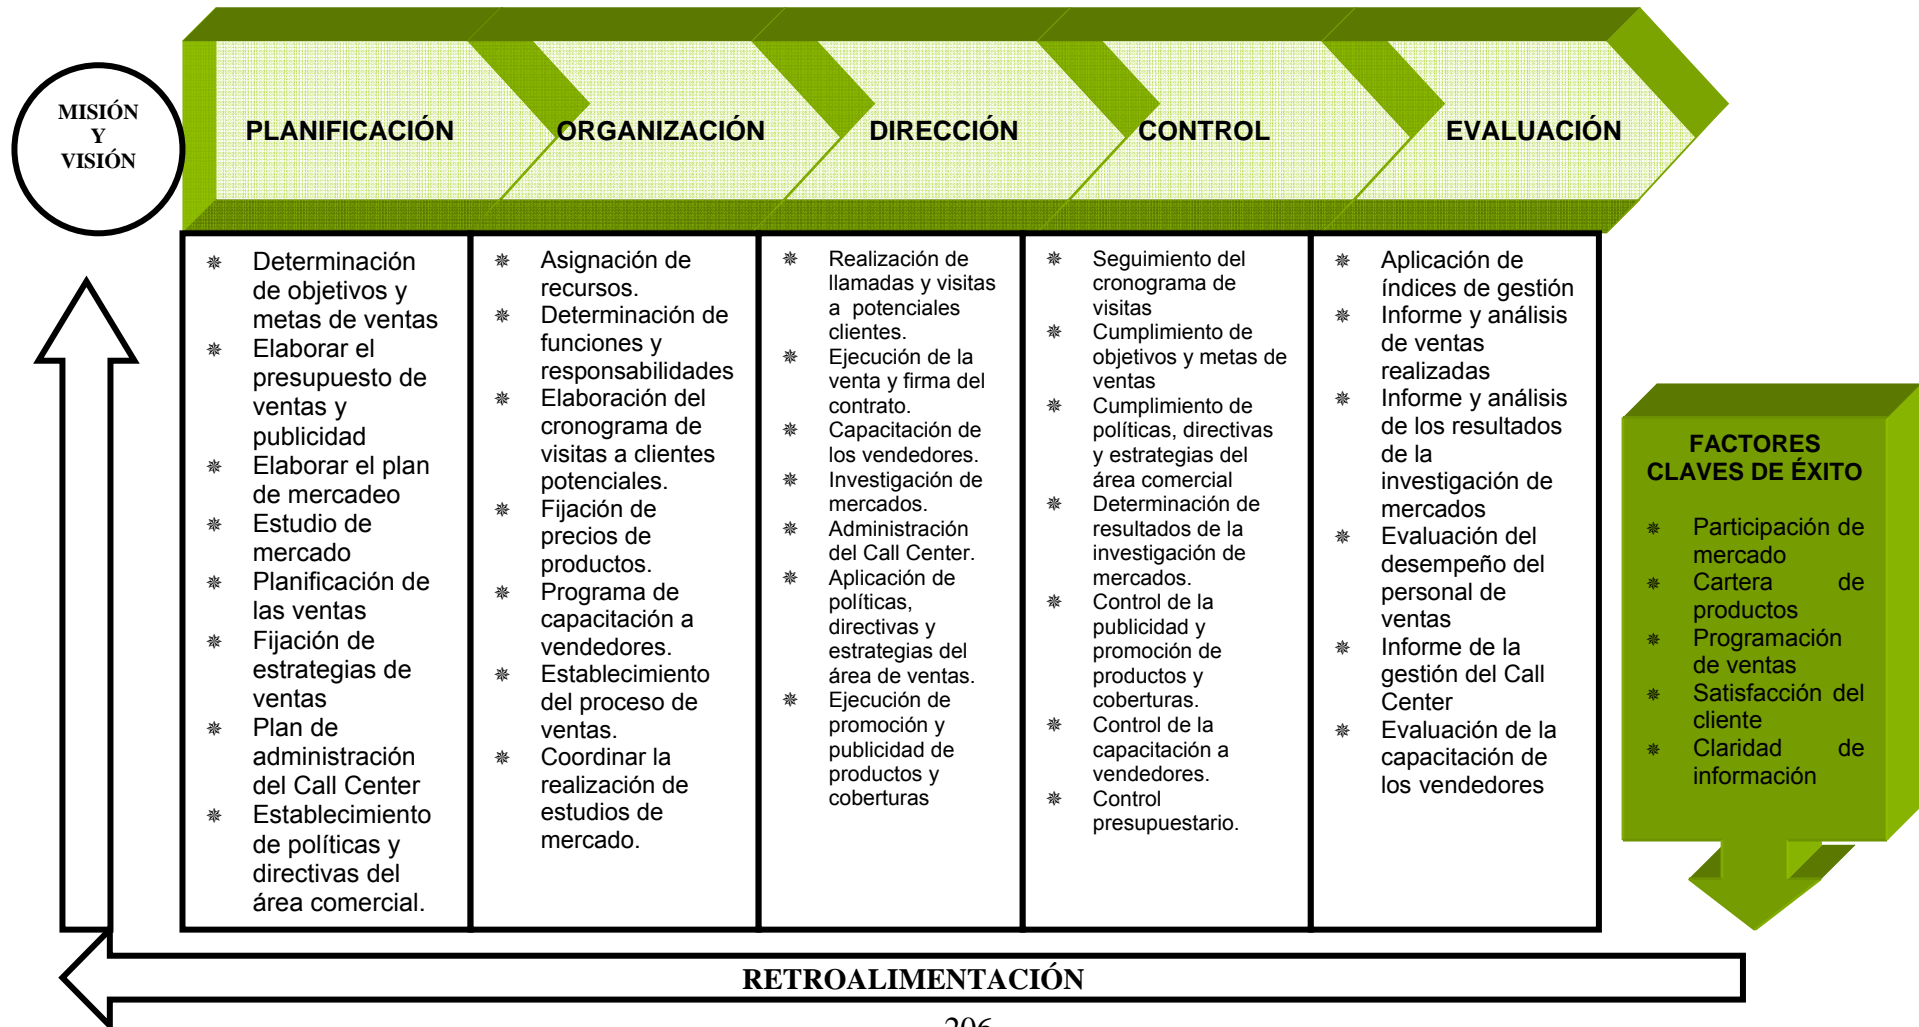 MISIÓN
Y
VISIÓN
PLANIFICACIÓN
ORGANIZACIÓN
DIRECCIÓN
CONTROL
EVALUACIÓN
Determinación
de objetivos y
metas de ventas
Elaborar el
presupuesto de
ventas y
publicidad
Elaborar el plan
de mercadeo
Estudio de
mercado
Planificación de
las ventas
Fijación de
estrategias de
ventas
Plan de
administración
del Call Center
Establecimiento
de políticas y
directivas del
área comercial.
Asignación de
recursos.
Determinación de
funciones y
responsabilidades
Elaboración del
cronograma de
visitas a clientes
potenciales.
Fijación de
precios de
productos.
Programa de
capacitación a
vendedores.
Establecimiento
del proceso de
ventas.
Coordinar la
realización de
estudios de
mercado.
Realización de
llamadas y visitas
a potenciales
clientes.
Ejecución de la
venta y firma del
contrato.
Capacitación de
los vendedores.
Investigación de
mercados.
Administración
del Call Center.
Aplicación de
políticas,
directivas y
estrategias del
área de ventas.
Ejecución de
promoción y
publicidad de
productos y
coberturas
Seguimiento del
cronograma de
visitas
Cumplimiento de
objetivos y metas de
ventas
Cumplimiento de
políticas, directivas
y estrategias del
área comercial
Determinación de
resultados de la
investigación de
mercados.
Control de la
publicidad y
promoción de
productos y
coberturas.
Control de la
capacitación a
vendedores.
Control
presupuestario.
Aplicación de
índices de gestión
Informe y análisis
de ventas
realizadas
Informe y análisis
de los resultados
de la
investigación de
mercados
Evaluación del
desempeño del
personal de
ventas
Informe de la
gestión del Call
Center
Evaluación de la
capacitación de
los vendedores
FACTORES
CLAVES DE ÉXITO
Participación de
mercado
Cartera de
productos
Programación
de ventas
Satisfacción del
cliente
Claridad de
información
RETROALIMENTACIÓN
206